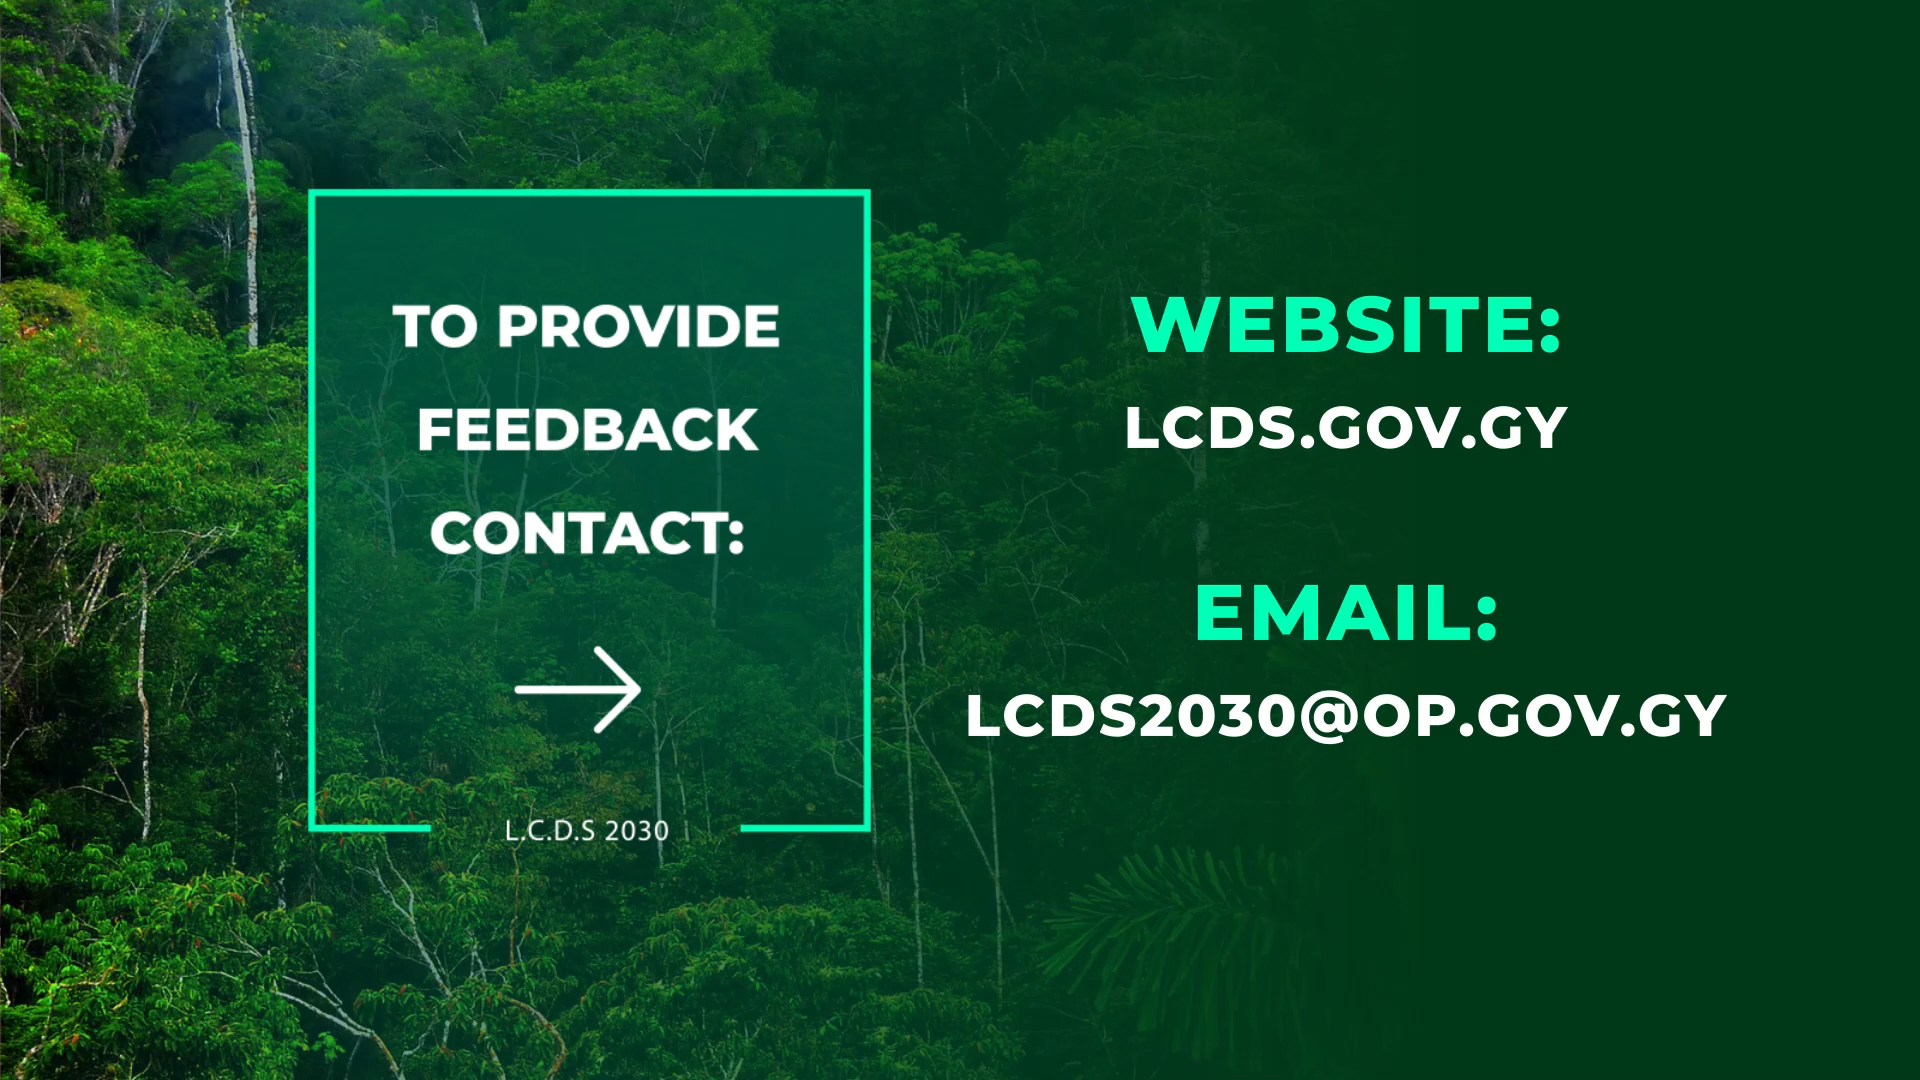 TO PROVIDE
FEEDBACK
CONTACT:
L.C.D.S 2030
WEBSITE:
LCDS.GOV.GY
EMAIL:
LCDS2030@OP.GOV.GY